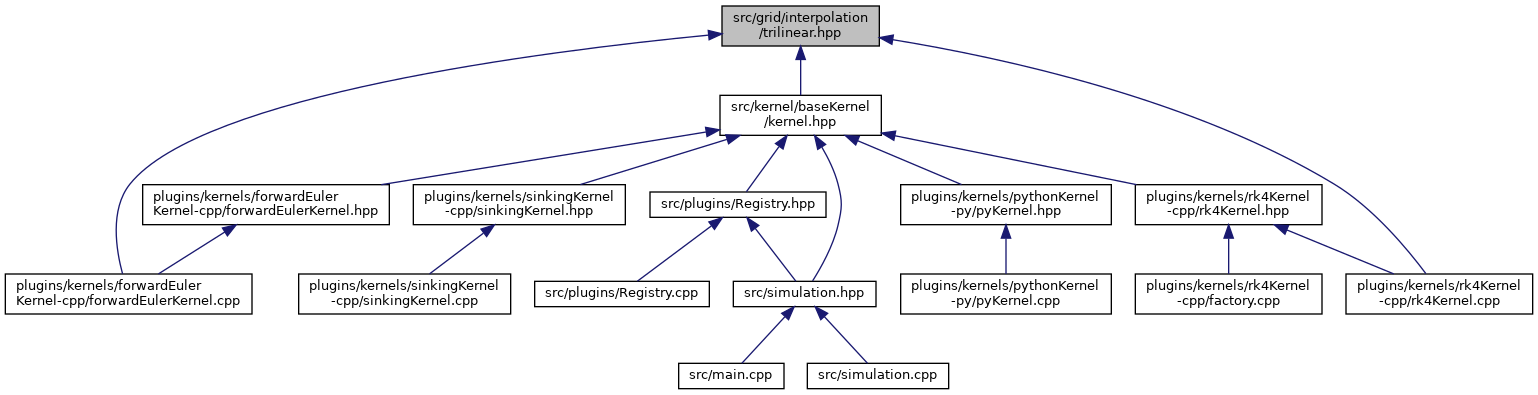 src/grid/interpolation
/trilinear.hpp
src/kernel/baseKernel
/kernel.hpp
plugins/kernels/forwardEuler
Kernel-cpp/forwardEulerKernel.hpp
plugins/kernels/sinkingKernel
-cpp/sinkingKernel.hpp
src/plugins/Registry.hpp
plugins/kernels/pythonKernel
-py/pyKernel.hpp
plugins/kernels/rk4Kernel
-cpp/rk4Kernel.hpp
plugins/kernels/forwardEuler
Kernel-cpp/forwardEulerKernel.cpp
plugins/kernels/sinkingKernel
-cpp/sinkingKernel.cpp
src/plugins/Registry.cpp
src/simulation.hpp
plugins/kernels/pythonKernel
-py/pyKernel.cpp
plugins/kernels/rk4Kernel
-cpp/factory.cpp
plugins/kernels/rk4Kernel
-cpp/rk4Kernel.cpp
src/main.cpp
src/simulation.cpp